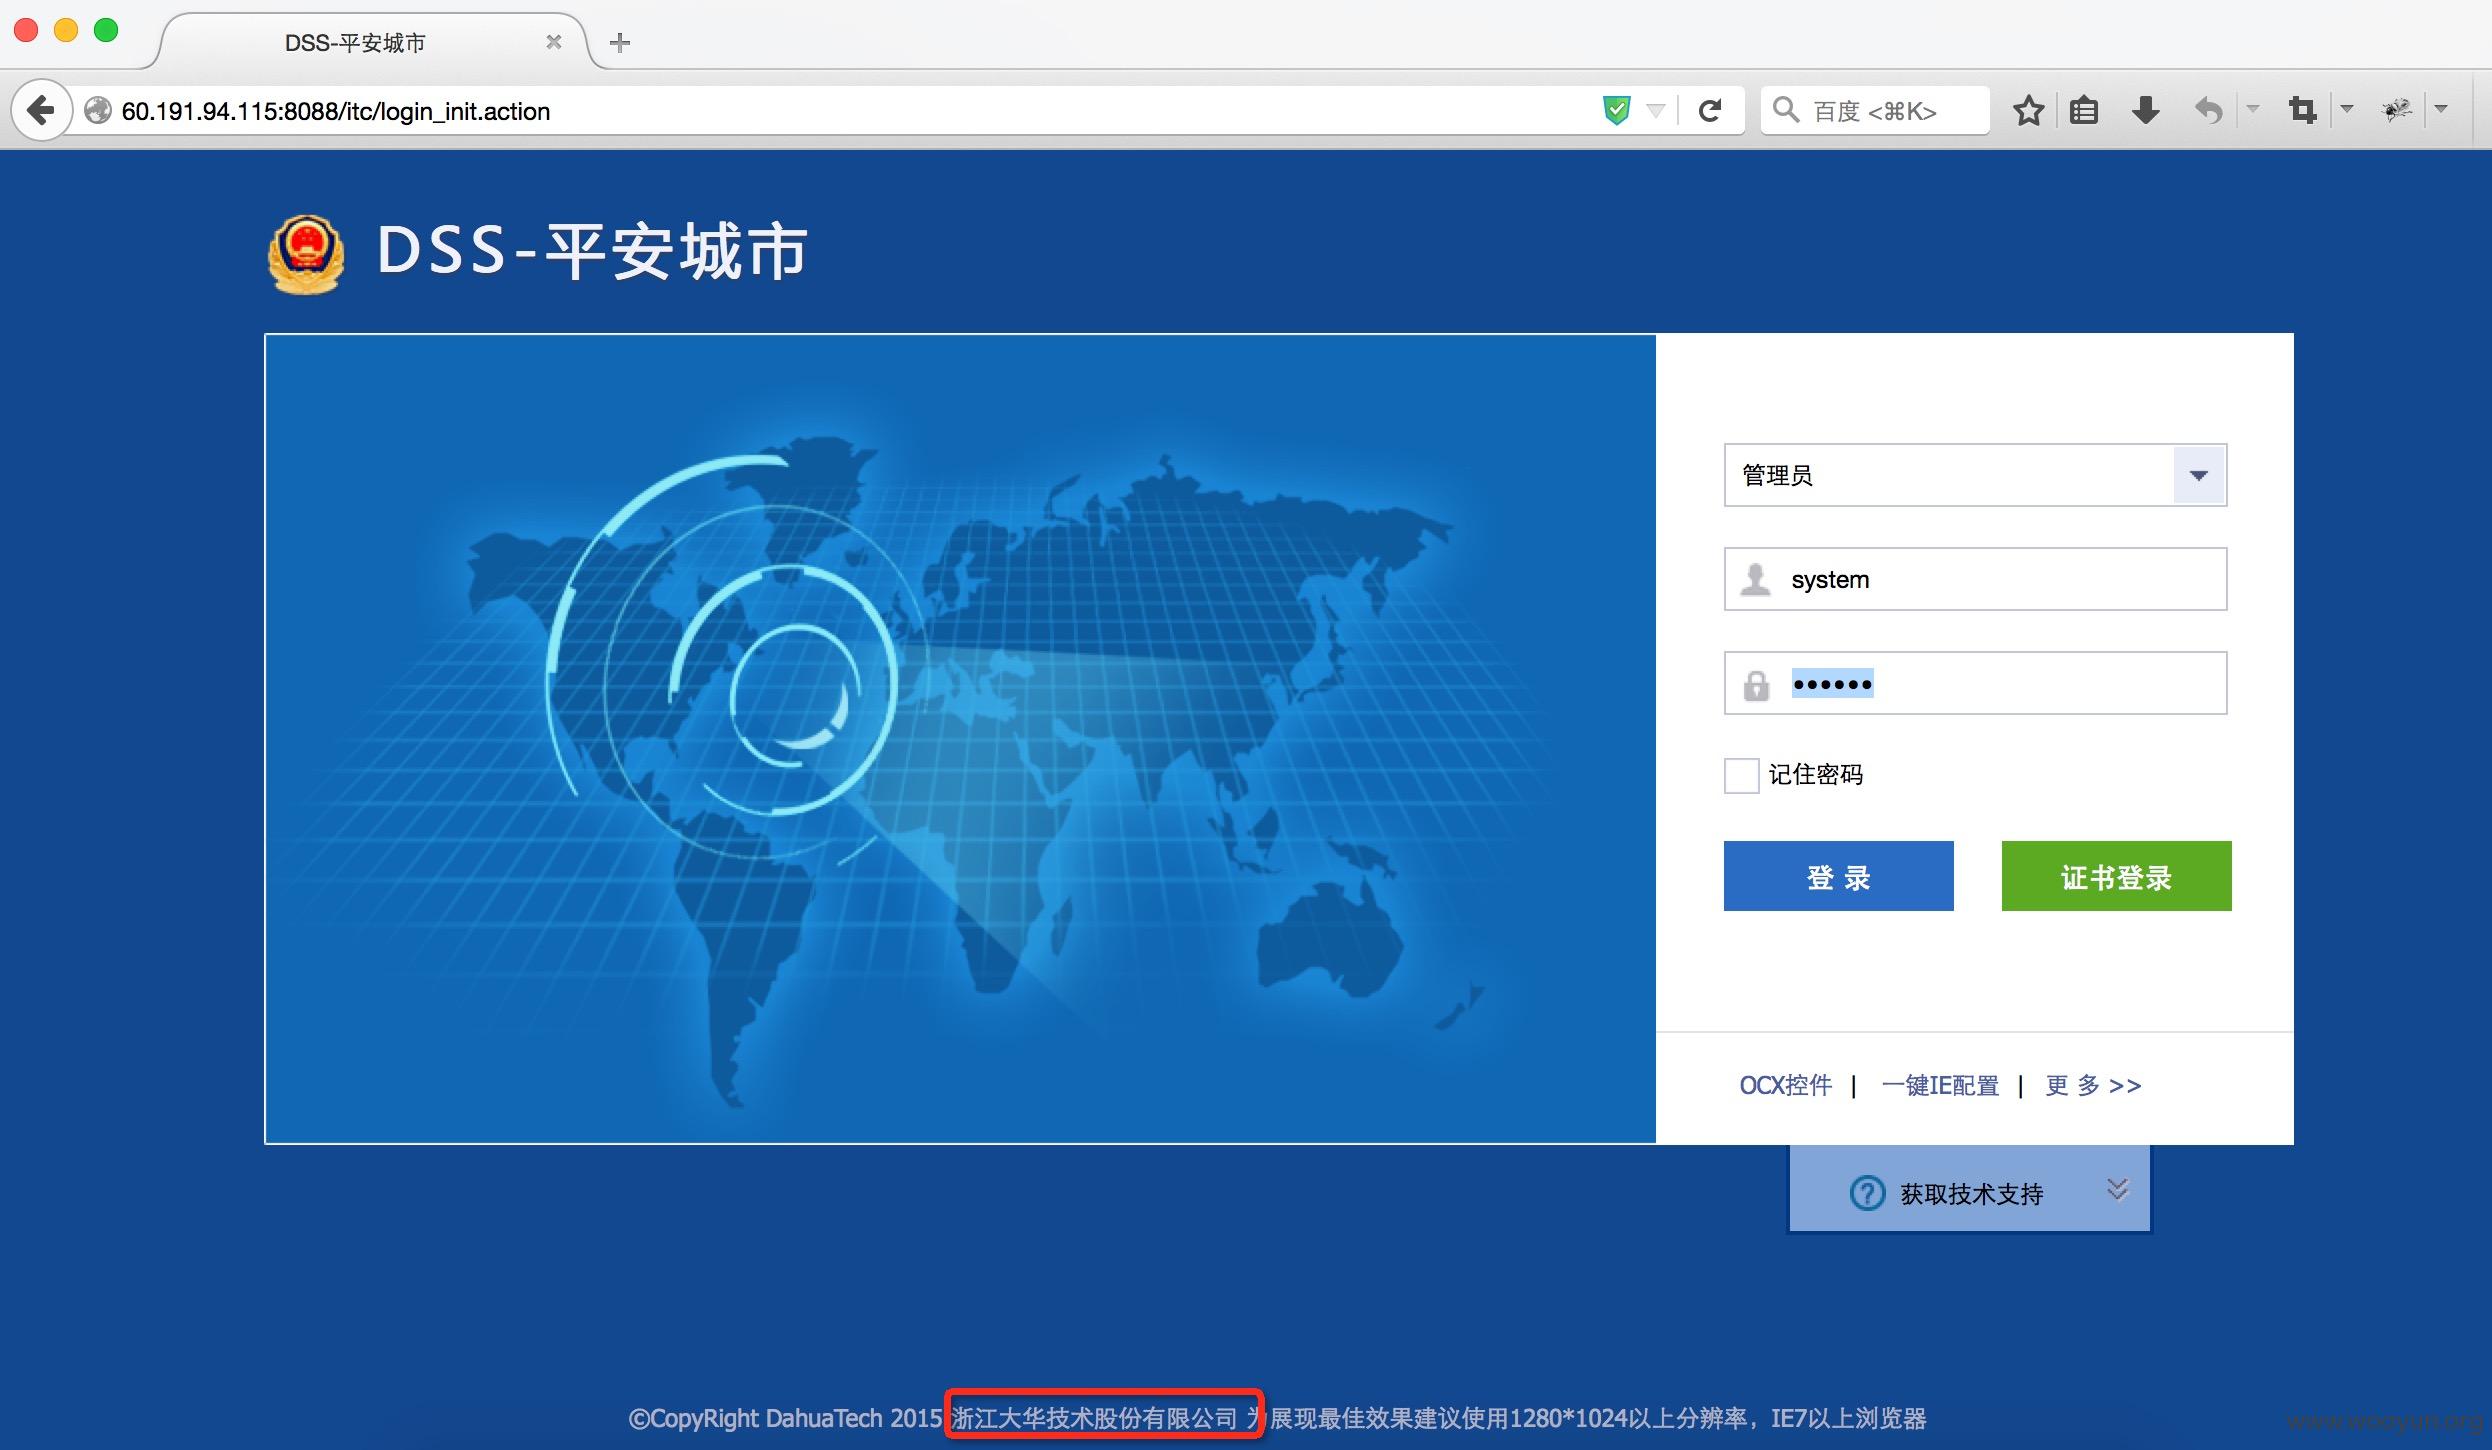 DSS-平安城市
60.191.94.115:8088/itc/login_init.action
百度 <⌘K>
DSS-平安城市
管理员
system
••••••
记住密码
登 录
证书登录
OCX控件 | 一键IE配置 | 更 多 >>
获取技术支持
©CopyRight DahuaTech 2015 浙江大华技术股份有限公司 为展现最佳效果建议使用1280*1024以上分辨率，IE7以上浏览器
www.wooyun.org